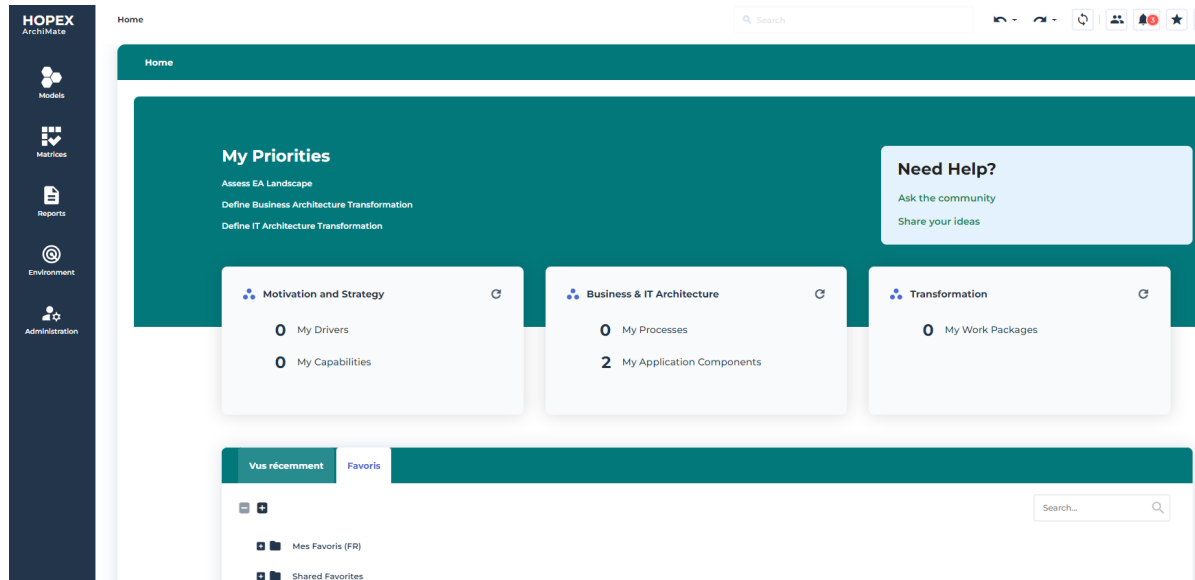 HOPEX
ArchiMate
Home
Search
3
Models
Matrices
Reports
Environment
Administration
Home
My Priorities
Assess EA Landscape
Define Business Architecture Transformation
Define IT Architecture Transformation
Need Help?
Ask the community
Share your ideas
Motivation and Strategy
0 My Drivers
0 My Capabilities
Business & IT Architecture
0 My Processes
2 My Application Components
Transformation
0 My Work Packages
Vus récemment
Favoris
Search...
Mes Favoris (FR)
Shared Favorites